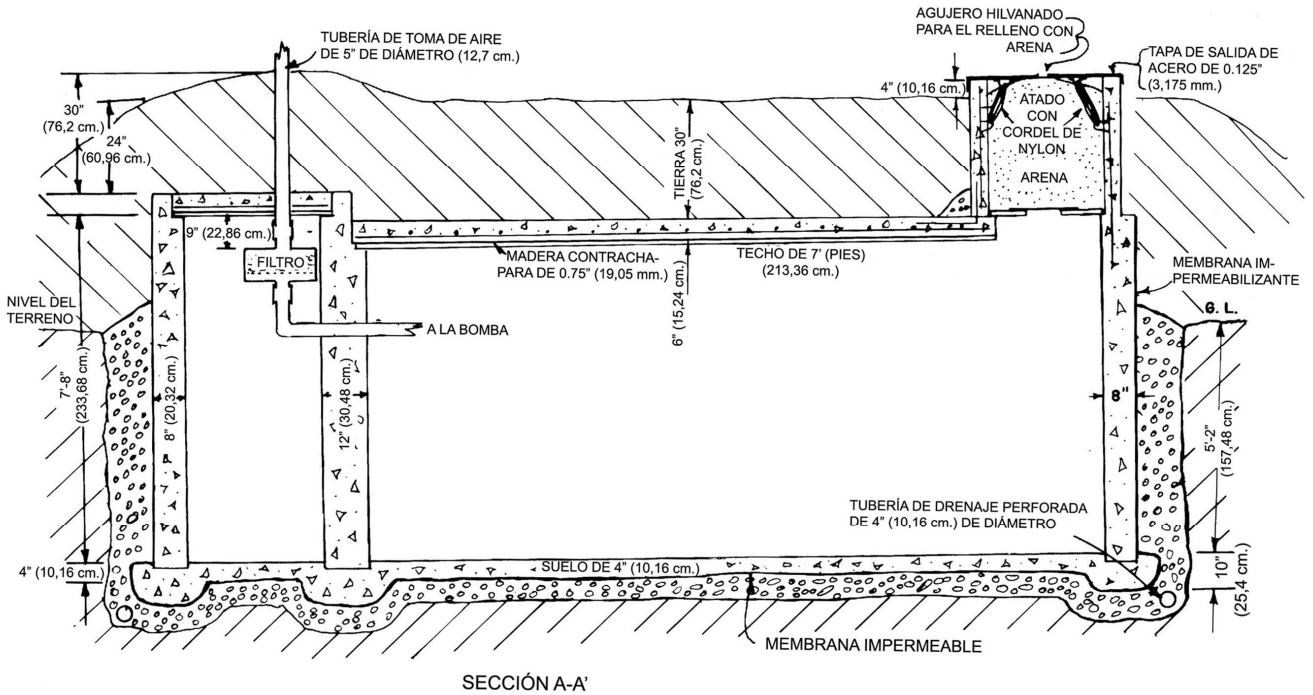 TUBERÍA DE TOMA DE AIRE
DE 5" DE DIÁMETRO (12,7 cm.)
AGUJERO HILVANADO
PARA EL RELLENO CON
ARENA
TAPA DE SALIDA DE
ACERO DE 0.125"
(3,175 mm.)
30"
(76,2 cm.)
24"
(60,96 cm.)
4" (10,16 cm.)
ATADO
CON
CORDEL DE
NYLON
ARENA
TIERRA 30"
(76,2 cm.)
9" (22,86 cm.)
FILTRO
MADERA CONTRACHA-
PARA DE 0.75" (19,05 mm.)
TECHO DE 7' (PIES)
(213,36 cm.)
6" (15,24 cm.)
MEMBRANA IM-
PERMEABILIZANTE
NIVEL DEL
TERRENO
G. L.
A LA BOMBA
7'-8"
(233,68 cm.)
8" (20,32 cm.)
12" (30,48 cm.)
8"
5'-2"
(157,48 cm.)
TUBERÍA DE DRENAJE PERFORADA
DE 4" (10,16 cm.) DE DIÁMETRO
4" (10,16 cm.)
SUELO DE 4" (10,16 cm.)
10"
(25,4 cm)
MEMBRANA IMPERMEABLE
SECCIÓN A-A'